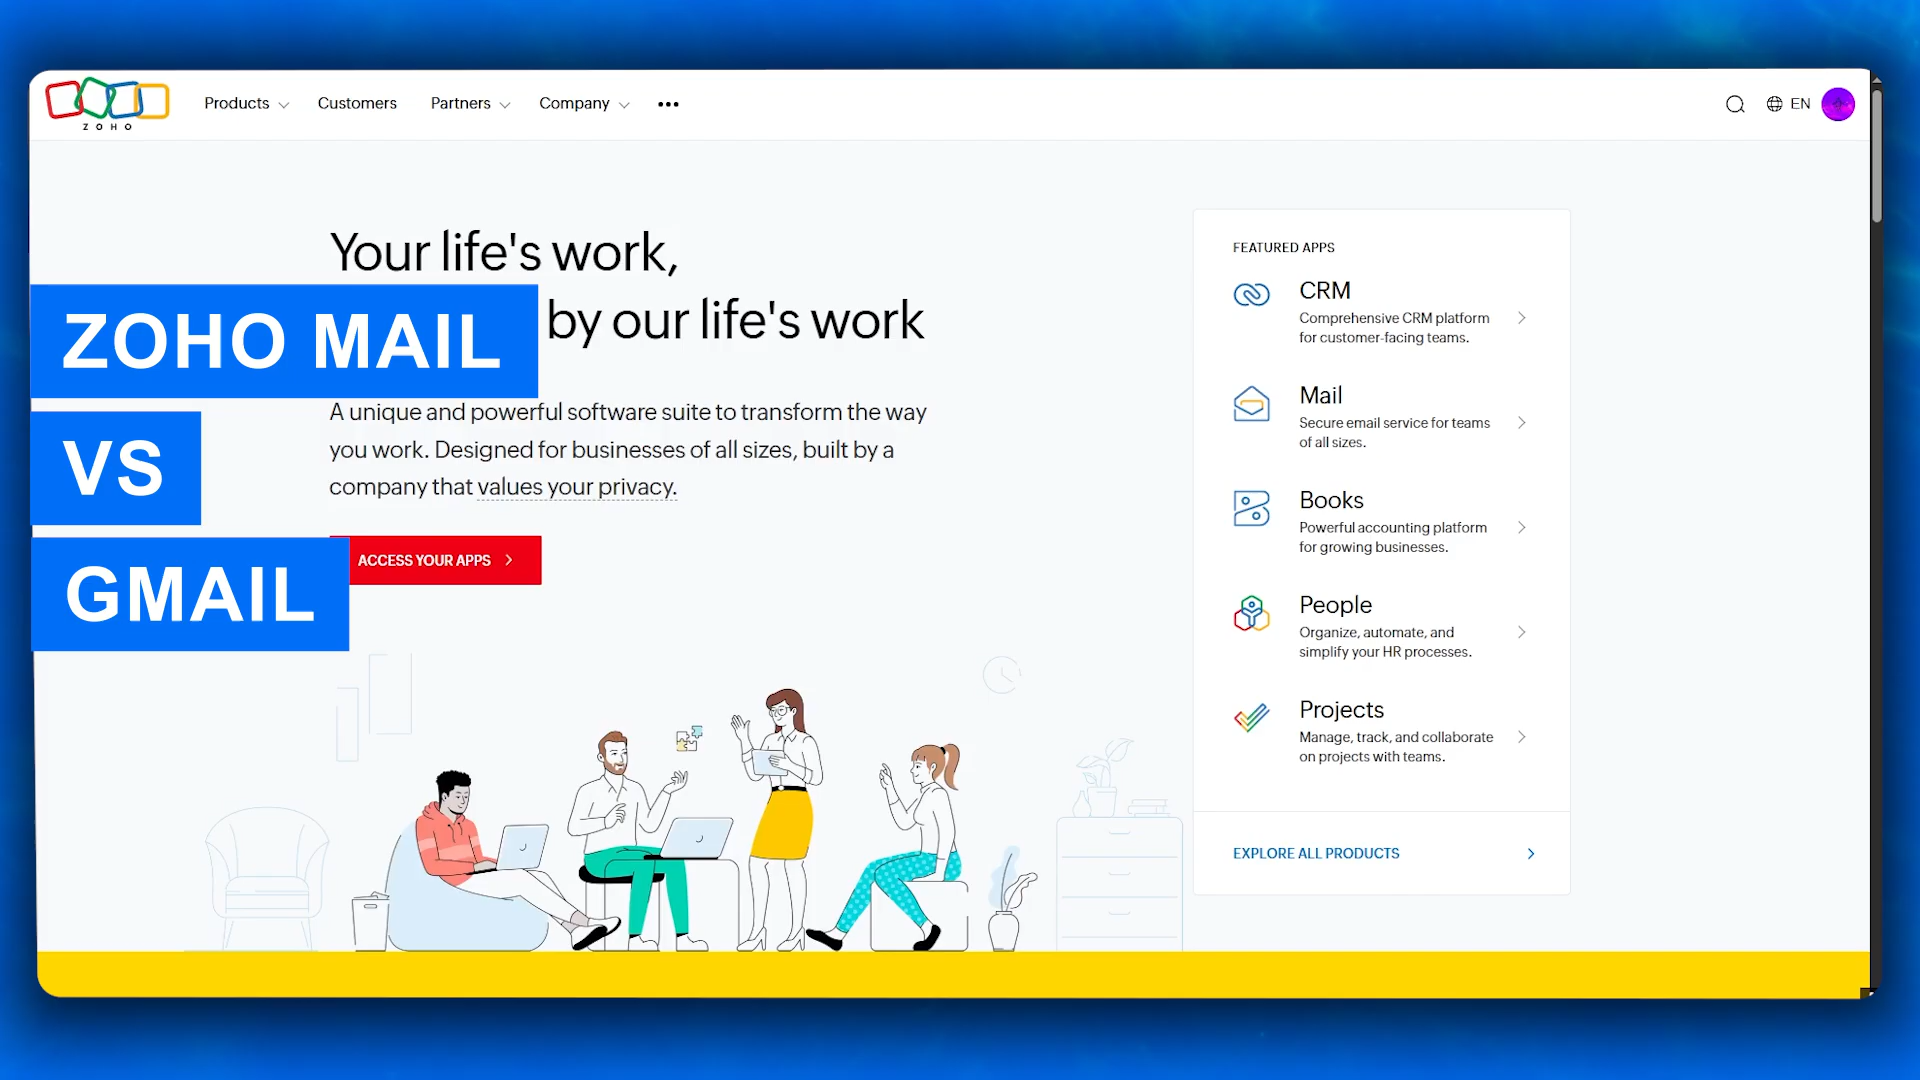 ZOHO
Products
Customers
Partners
Company
EN
Your life's work,
by our life's work
ZOHO MAIL
VS
GMAIL
A unique and powerful software suite to transform the way
you work. Designed for businesses of all sizes, built by a
company that values your privacy.
ACCESS YOUR APPS
FEATURED APPS
CRM
Comprehensive CRM platform
for customer-facing teams.
Mail
Secure email service for teams
of all sizes.
Books
Powerful accounting platform
for growing businesses.
People
Organize, automate, and
simplify your HR processes.
Projects
Manage, track, and collaborate
on projects with teams.
EXPLORE ALL PRODUCTS